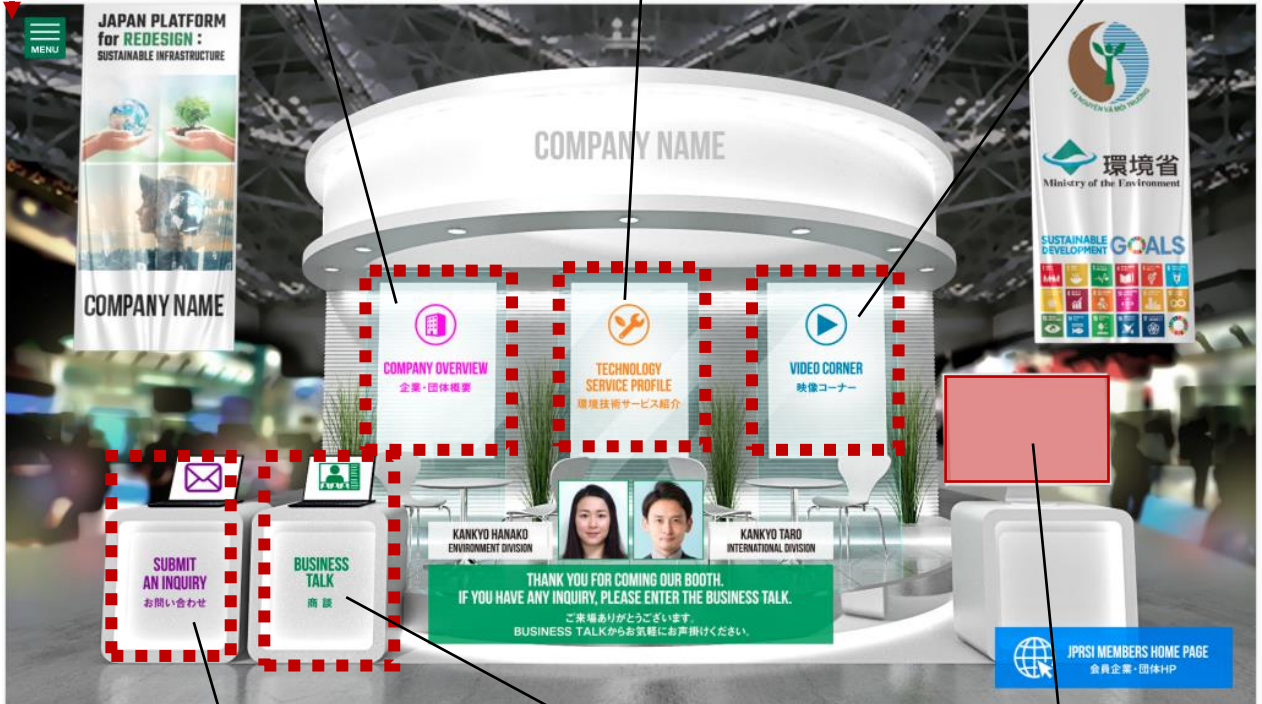 MENU
JAPAN PLATFORM
for REDESIGN :
SUSTAINABLE INFRASTRUCTURE
COMPANY NAME
COMPANY NAME
TÀI NGUYÊN VÀ MÔI TRƯỜNG
環境省
Ministry of the Environment
SUSTAINABLE
DEVELOPMENT GOALS
COMPANY OVERVIEW
企業・団体概要
TECHNOLOGY
SERVICE PROFILE
環境技術サービス紹介
VIDEO CORNER
映像コーナー
SUBMIT
AN INQUIRY
お問い合わせ
BUSINESS
TALK
商談
KANKYO HANAKO
ENVIRONMENT DIVISION
KANKYO TARO
INTERNATIONAL DIVISION
THANK YOU FOR COMING OUR BOOTH.
IF YOU HAVE ANY INQUIRY, PLEASE ENTER THE BUSINESS TALK.
ご来場ありがとうございます。
BUSINESS TALKからお気軽にお声掛けください。
JPRSI MEMBERS HOME PAGE
会員企業・団体HP